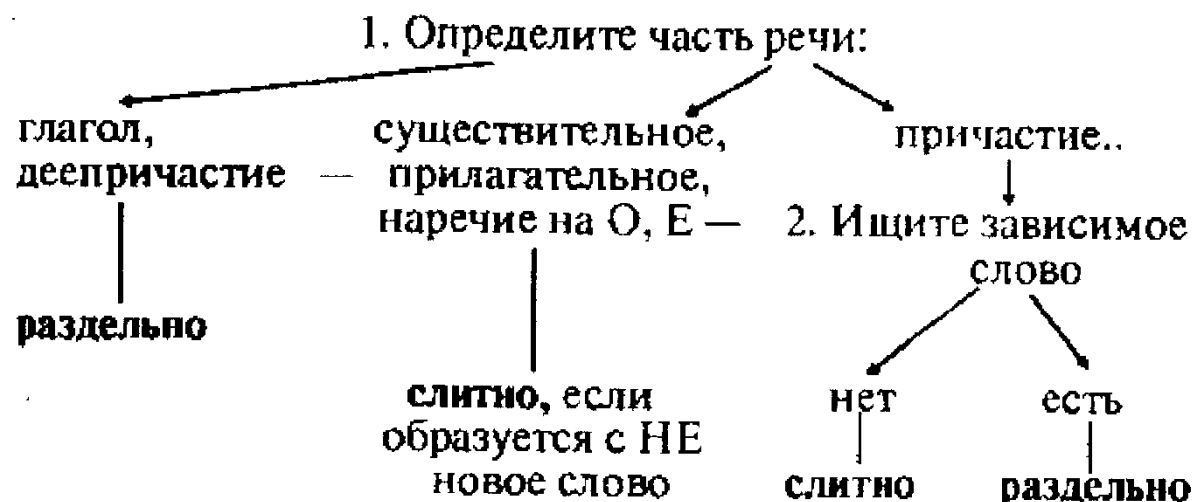 1. Определите часть речи:
глагол,
деепричастие —
раздельно
существительное,
прилагательное,
наречие на О, Е —
слитно, если
образуется с НЕ
новое слово
причастие..
2. Ищите зависимое
слово
нет
слитно
есть
раздельно